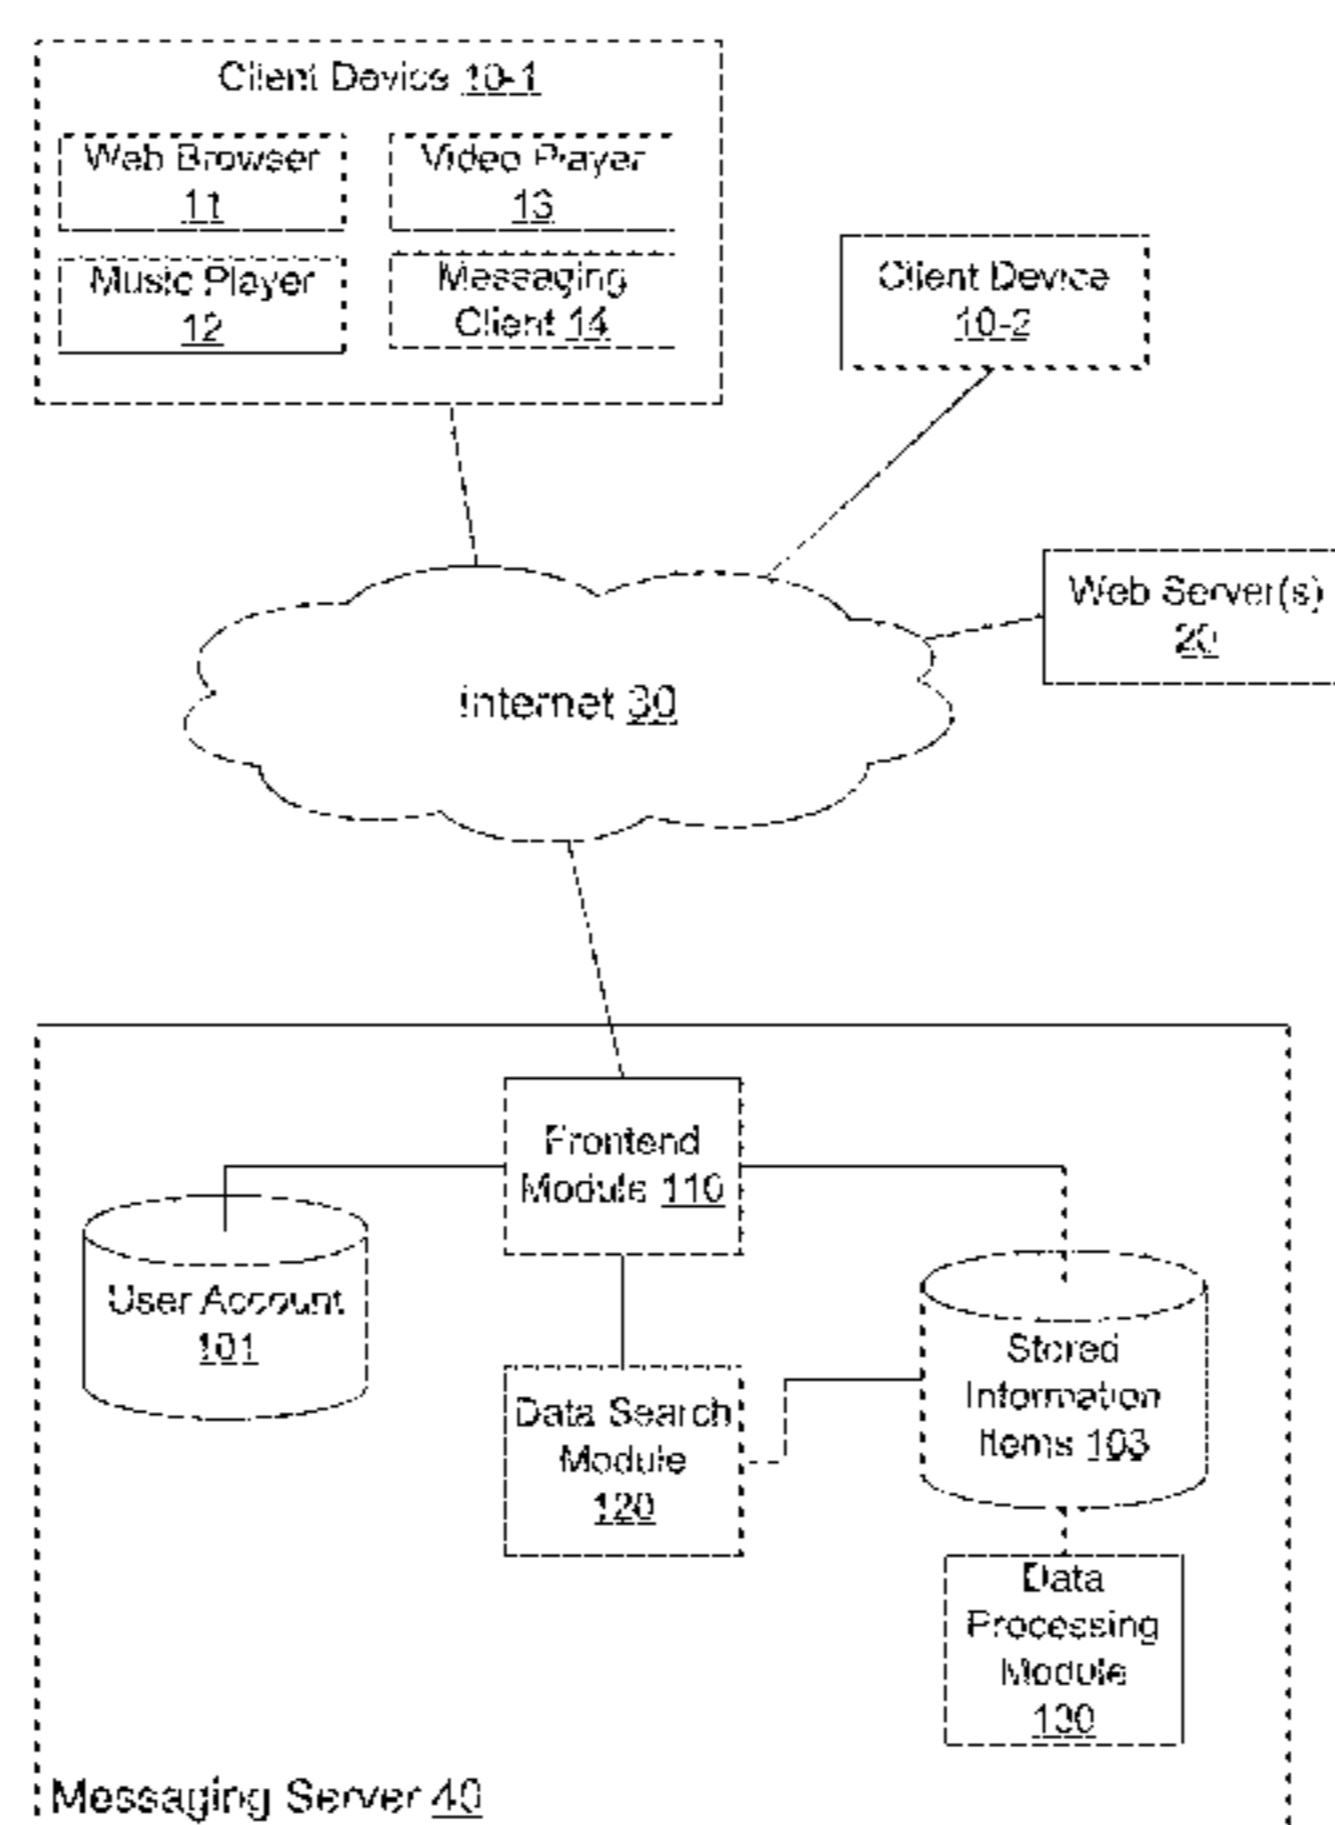 Client Device 10-1
Web Browser
11
Video Player
13
Music Player
12
Messaging
Client 14
Client Device
10-2
Web Server(s)
20
Internet 30
Frontend
Module 110
User Account
101
Stored
Information
Items 103
Data Search
Module
120
Data
Processing
Module
130
Messaging Server 40